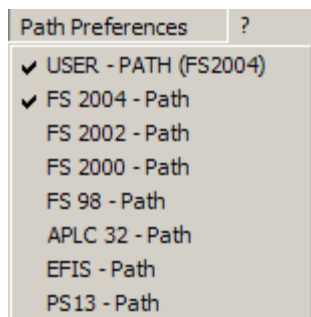 Path Preferences ?
USER - PATH (FS2004)
FS 2004 - Path
FS 2002 - Path
FS 2000 - Path
FS 98 - Path
APLC 32 - Path
EFIS - Path
PS13 - Path